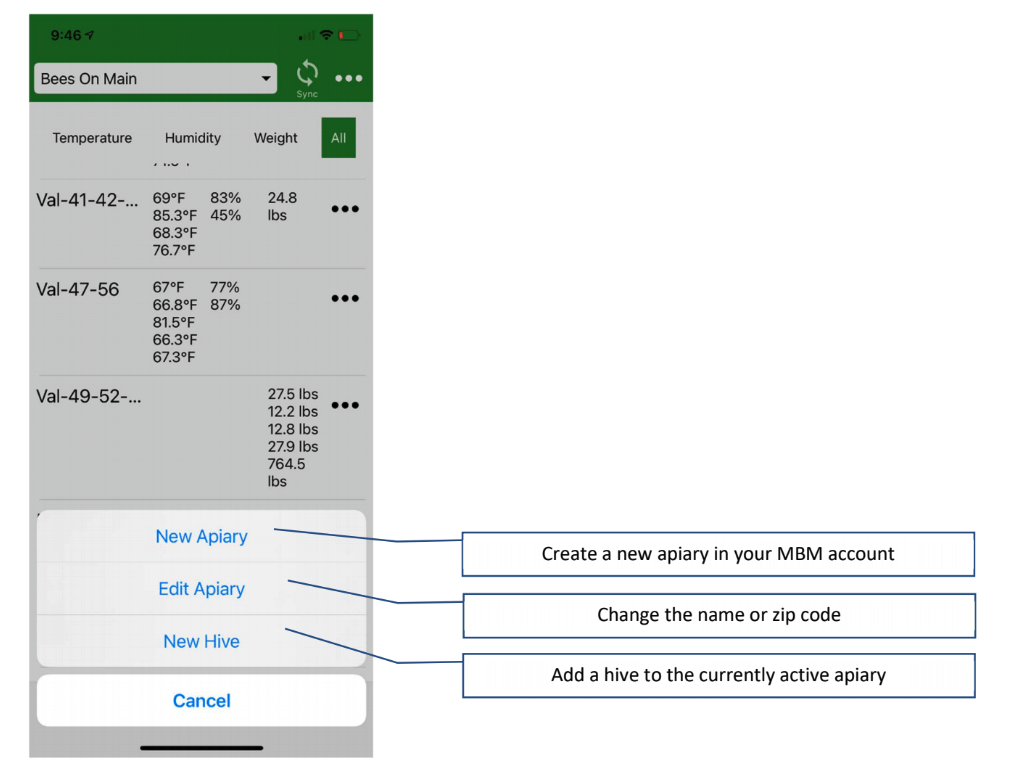 9:46
Bees On Main
Sync
Temperature Humidity Weight All
Val-41-42-... 69°F 83% 24.8
85.3°F 45% lbs
68.3°F
76.7°F
Val-47-56 67°F 77%
66.8°F 87%
81.5°F
66.3°F
67.3°F
Val-49-52-... 27.5 lbs
12.2 lbs
12.8 lbs
27.9 lbs
764.5
lbs
New Apiary
Create a new apiary in your MBM account
Edit Apiary
Change the name or zip code
New Hive
Add a hive to the currently active apiary
Cancel